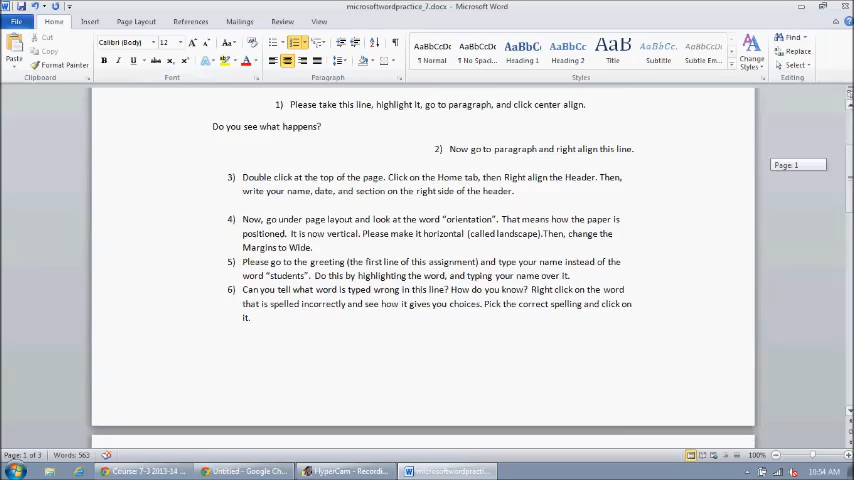 microsoftwordpractice_7.docx - Microsoft Word
File Home Insert Page Layout References Mailings Review View
Paste
Cut
Copy
Format Painter
Clipboard
Calibri (Body) 12
Font
Paragraph
AaBbCcDc AaBbCcDc AaBbC AaBbCc AaB AaBbCc. AaBbCcDc
¶ Normal ¶ No Spaci... Heading 1 Heading 2 Title Subtitle Subtle Em...
Styles
Change
Styles
Find
Replace
Select
Editing
1) Please take this line, highlight it, go to paragraph, and click center align.
Do you see what happens?
2) Now go to paragraph and right align this line.
Page: 1
3) Double click at the top of the page. Click on the Home tab, then Right align the Header. Then,
write your name, date, and section on the right side of the header.
4) Now, go under page layout and look at the word “orientation”. That means how the paper is
positioned. It is now vertical. Please make it horizontal (called landscape).Then, change the
Margins to Wide.
5) Please go to the greeting (the first line of this assignment) and type your name instead of the
word “students”. Do this by highlighting the word, and typing your name over it.
6) Can you tell what word is typed wrong in this line? How do you know? Right click on the word
that is spelled incorrectly and see how it gives you choices. Pick the correct spelling and click on
it.
Page: 1 of 3 Words: 563 100%
Course: 7-3 2013-14 ... Untitled - Google Ch... HyperCam - Recordi... microsoftwordpracti... 10:54 AM